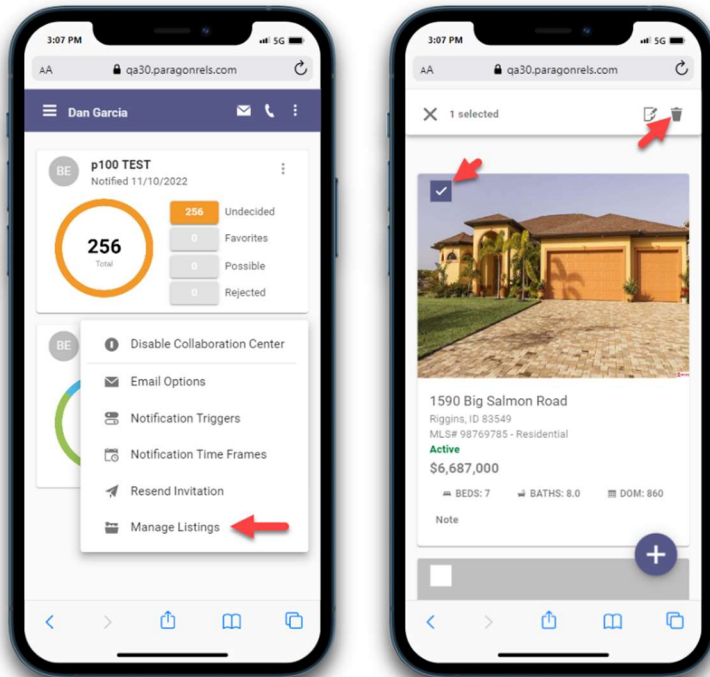 3:07 PM
5G
AA
qa30.paragonrels.com
Dan Garcia
BE
p100 TEST
Notified 11/10/2022
256
Total
256 Undecided
0 Favorites
0 Possible
0 Rejected
BE
Disable Collaboration Center
Email Options
Notification Triggers
Notification Time Frames
Resend Invitation
Manage Listings
3:07 PM
5G
AA
qa30.paragonrels.com
1 selected
1590 Big Salmon Road
Riggins, ID 83549
MLS# 98769785 - Residential
Active
$6,687,000
BEDS: 7 BATHS: 8.0 DOM: 860
Note